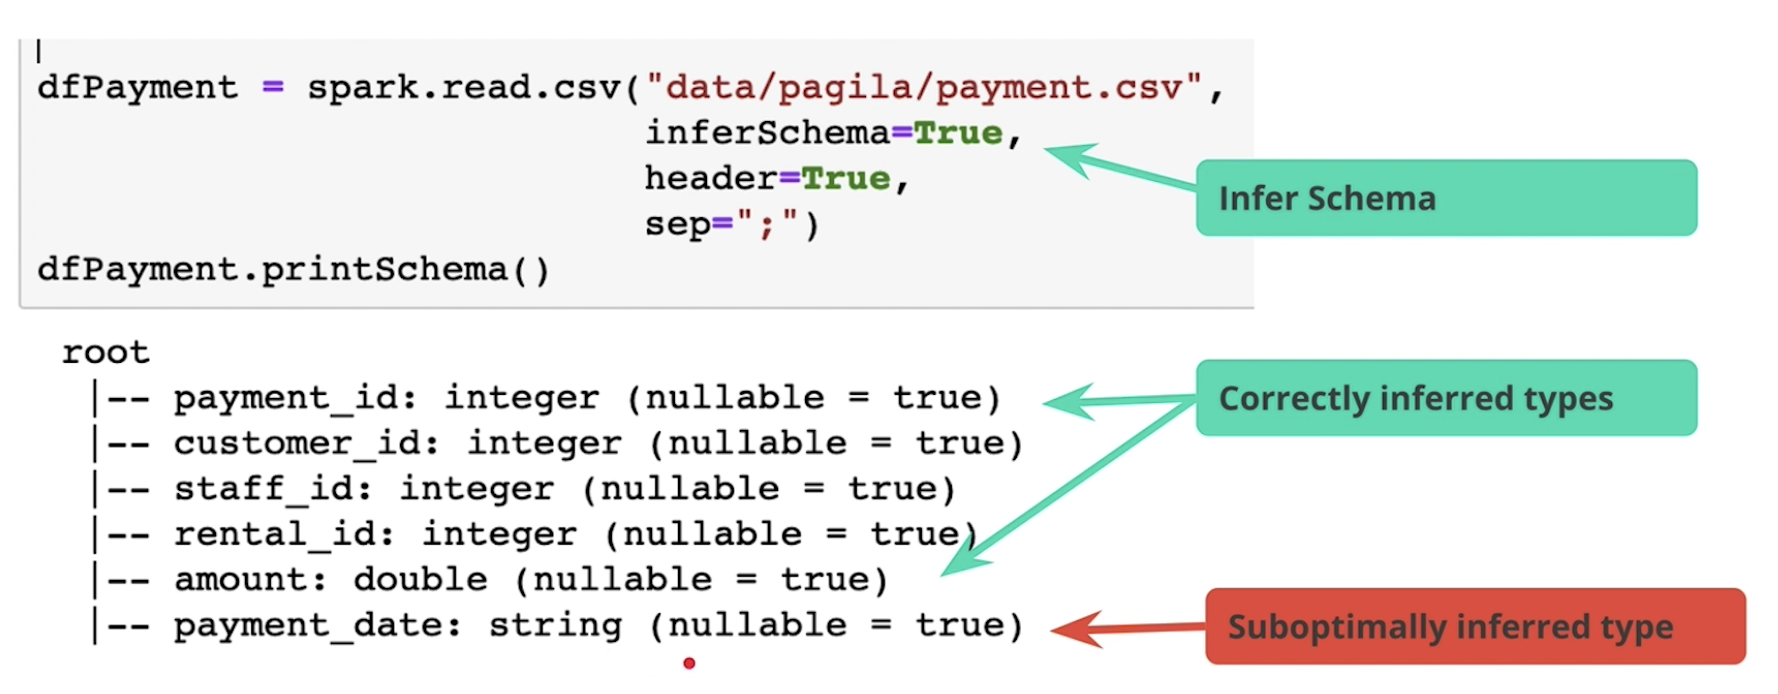 dfPayment = spark.read.csv("data/pagila/payment.csv",
inferSchema=True,
header=True,
sep=";")
dfPayment.printSchema()
Infer Schema
root
|-- payment_id: integer (nullable = true)
|-- customer_id: integer (nullable = true)
|-- staff_id: integer (nullable = true)
|-- rental_id: integer (nullable = true)
|-- amount: double (nullable = true)
|-- payment_date: string (nullable = true)
Correctly inferred types
Suboptimally inferred type